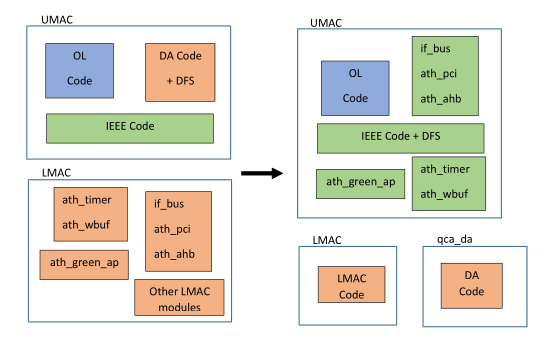 UMAC
OL
Code
DA Code
+ DFS
IEEE Code
LMAC
ath_timer
ath_wbuf
if_bus
ath_pci
ath_ahb
ath_green_ap
Other LMAC
modules
UMAC
OL
Code
if_bus
ath_pci
ath_ahb
IEEE Code + DFS
ath_green_ap
ath_timer
ath_wbuf
LMAC
LMAC
Code
qca_da
DA
Code